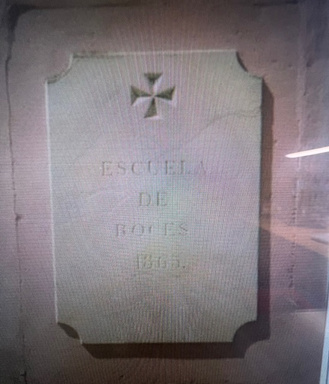 ESCUELA
DE
BOCES
1865.